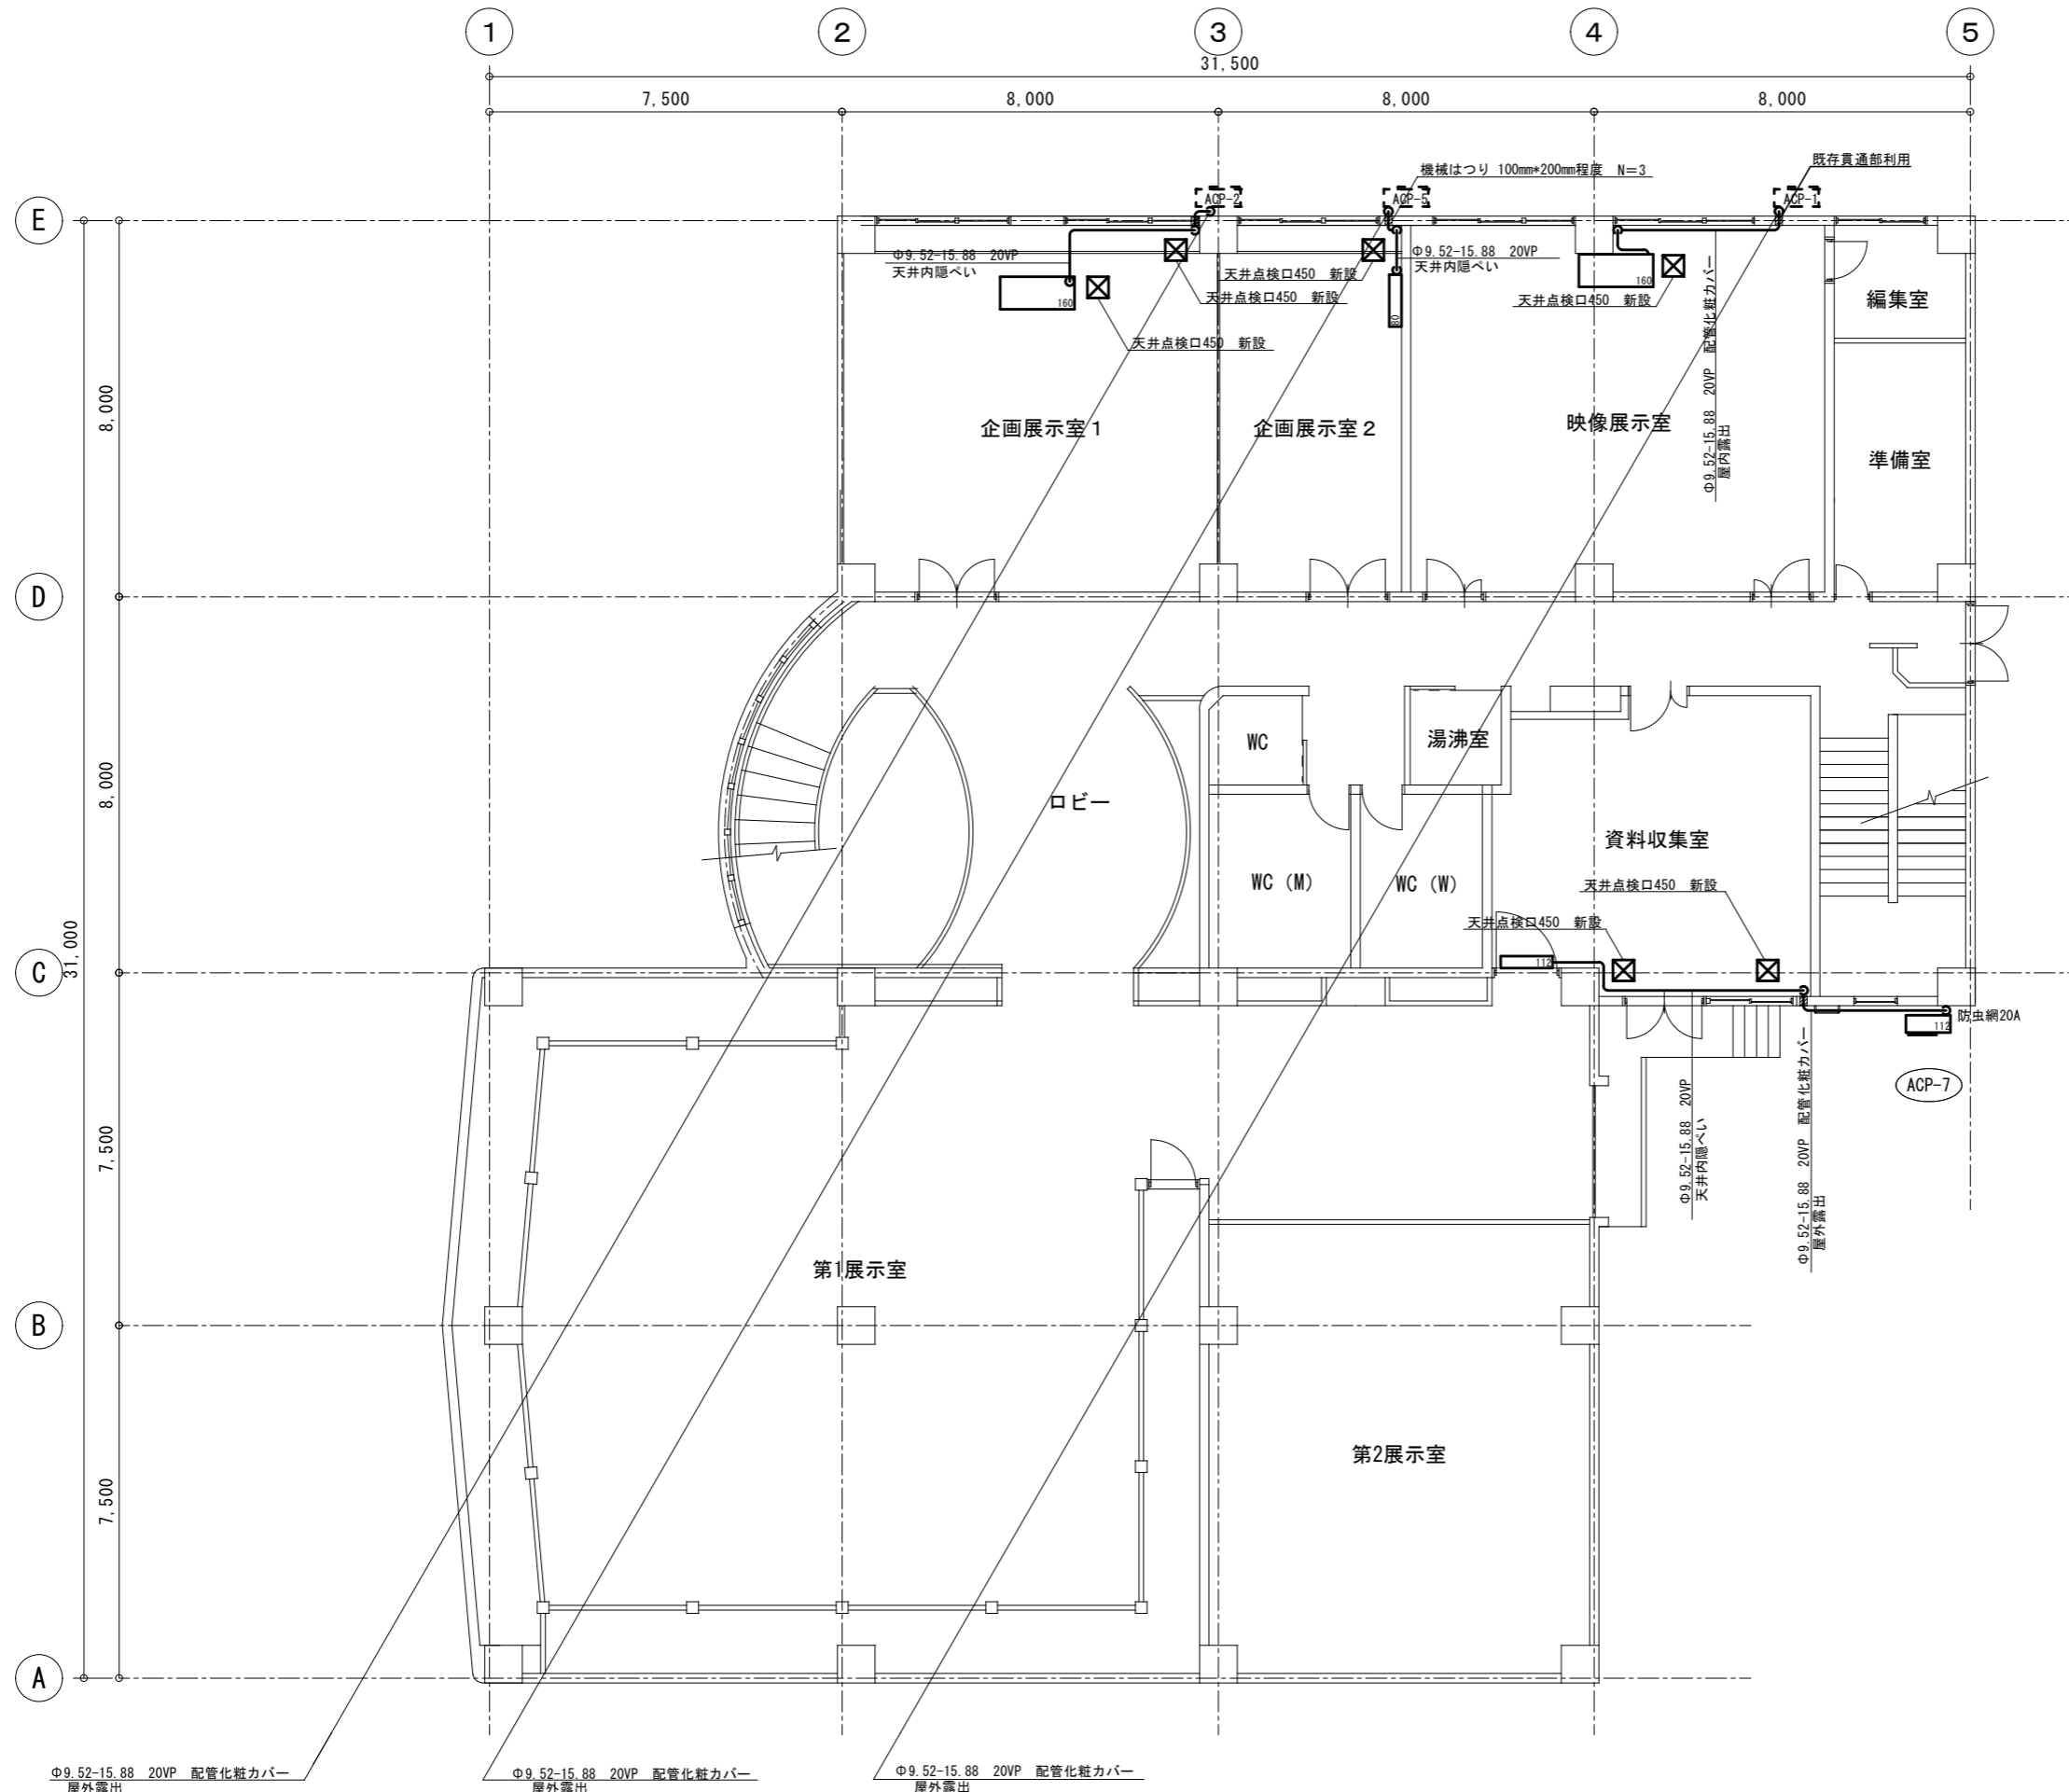 1
2
3
4
5
31,500
7,500
8,000
8,000
8,000
機械はつり 100mm*200mm程度 N=3
既存貫通部利用
ACP-2
ACP-5
ACP-1
E
Φ9.52-15.88 20VP
天井内隠ぺい
天井点検口450 新設
Φ9.52-15.88 20VP
天井内隠ぺい
160
天井点検口450 新設
80
160
天井点検口450 新設
天井点検口450 新設
編集室
Φ9.52-15.88 20VP 配管化粧カバー
屋内露出
8,000
企画展示室1
企画展示室2
映像展示室
準備室
D
WC
湯沸室
8,000
ロビー
資料収集室
WC (M)
WC (W)
天井点検口450 新設
天井点検口450 新設
31,000
C
112
防虫網20A
112
ACP-7
Φ9.52-15.88 20VP
天井内隠ぺい
Φ9.52-15.88 20VP 配管化粧カバー
屋外露出
7,500
第1展示室
B
第2展示室
7,500
A
Φ9.52-15.88 20VP 配管化粧カバー
屋外露出
Φ9.52-15.88 20VP 配管化粧カバー
屋外露出
Φ9.52-15.88 20VP 配管化粧カバー
屋外露出